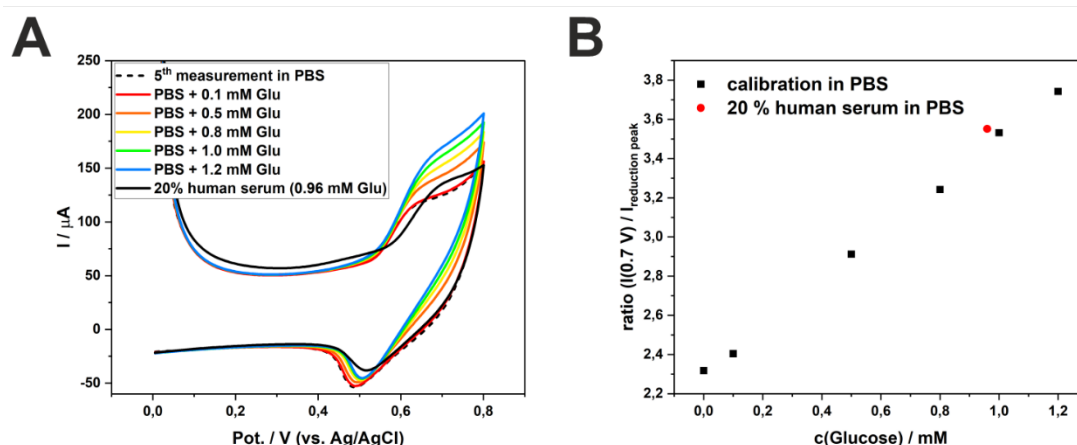 A
250
200
150
100
50
0
-50
I / µA
5th measurement in PBS
PBS + 0.1 mM Glu
PBS + 0.5 mM Glu
PBS + 0.8 mM Glu
PBS + 1.0 mM Glu
PBS + 1.2 mM Glu
20% human serum (0.96 mM Glu)
0,0 0,2 0,4 0,6 0,8
Pot. / V (vs. Ag/AgCl)
B
3,8
3,6
3,4
3,2
3,0
2,8
2,6
2,4
2,2
ratio (I(0.7 V) / Ireduction peak
calibration in PBS
20 % human serum in PBS
0,0 0,2 0,4 0,6 0,8 1,0 1,2
c(Glucose) / mM